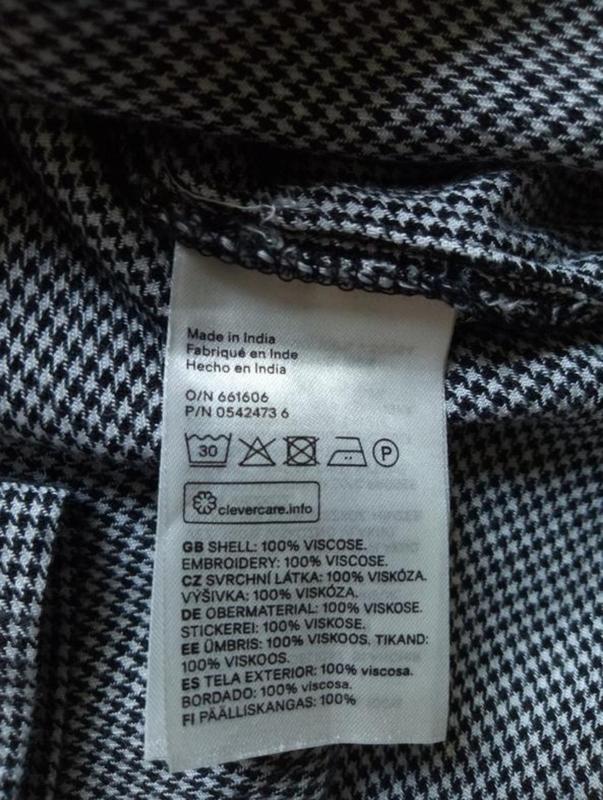 Made in India
Fabriqué en Inde
Hecho en India
O/N 661606
P/N 0542473 6
30 P
clevercare.info
GB SHELL: 100% VISCOSE.
EMBROIDERY: 100% VISCOSE.
CZ SVRCHNÍ LÁTKA: 100% VISKÓZA.
VÝŠIVKA: 100% VISKÓZA.
DE OBERMATERIAL: 100% VISKOSE.
STICKEREI: 100% VISKOSE.
EE ÜMBRIS: 100% VISKOOS. TIKAND:
100% VISKOOS.
ES TELA EXTERIOR: 100% viscosa.
BORDADO: 100% viscosa.
FI PÄÄLLISKANGAS: 100%